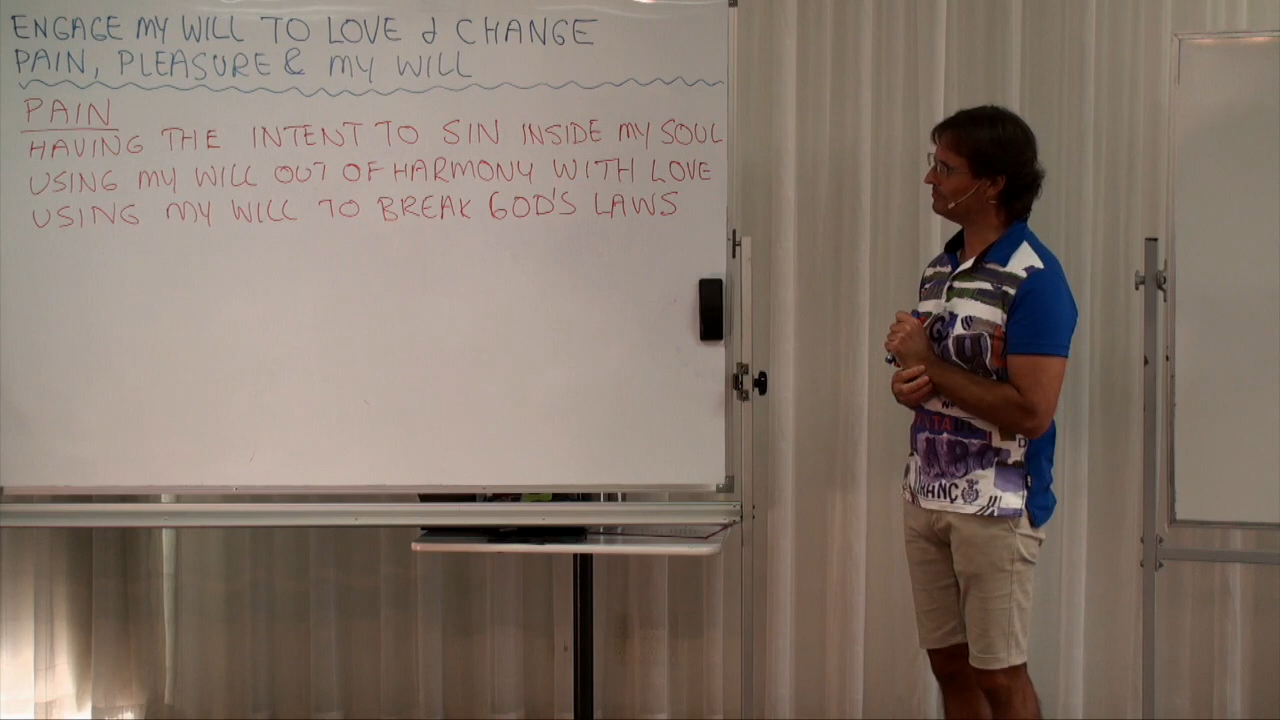 ENGAGE MY WILL TO LOVE & CHANGE
PAIN, PLEASURE & MY WILL
PAIN
HAVING THE INTENT TO SIN INSIDE MY SOUL
USING MY WILL OUT OF HARMONY WITH LOVE
USING MY WILL TO BREAK GOD'S LAWS